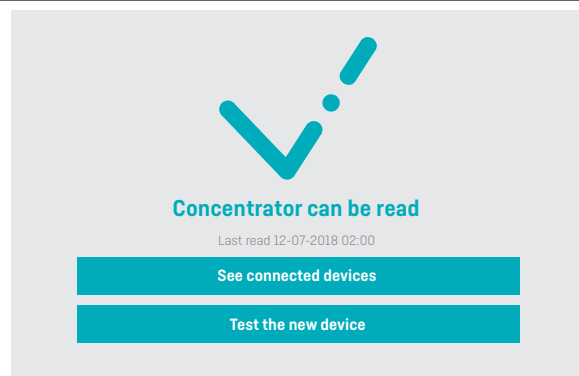 Concentrator can be read
Last read 12-07-2018 02:00
See connected devices
Test the new device